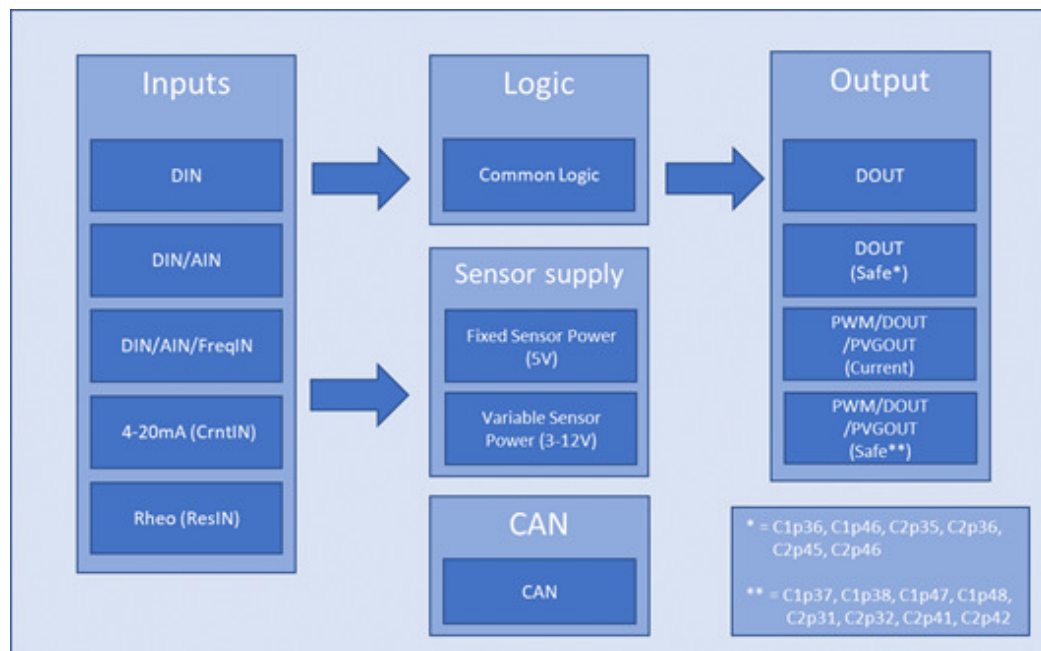 Inputs
DIN
DIN/AIN
DIN/AIN/FreqIN
4-20mA (CrntIN)
Rheo (ResIN)
Logic
Common Logic
Sensor supply
Fixed Sensor Power
(5V)
Variable Sensor
Power (3-12V)
CAN
CAN
Output
DOUT
DOUT
(Safe*)
PWM/DOUT
/PVGOUT
(Current)
PWM/DOUT
/PVGOUT
(Safe**)
* = C1p36, C1p46, C2p35, C2p36,
C2p45, C2p46
** = C1p37, C1p38, C1p47, C1p48,
C2p31, C2p32, C2p41, C2p42